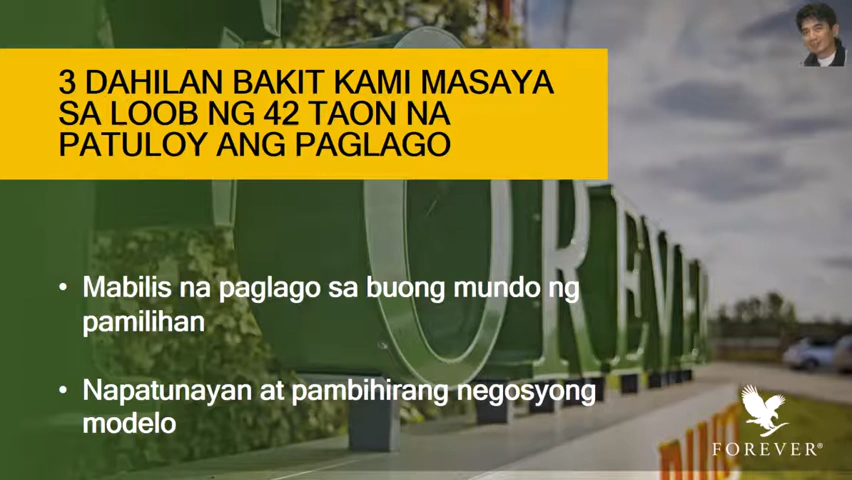 3 DAHILAN BAKIT KAMI MASAYA
SA LOOB NG 42 TAON NA
PATULOY ANG PAGLAGO
• Mabilis na paglago sa buong mundo ng
pamilihan
• Napatunayan at pambihirang negosyong
modelo
FOREVER
FOREVER®